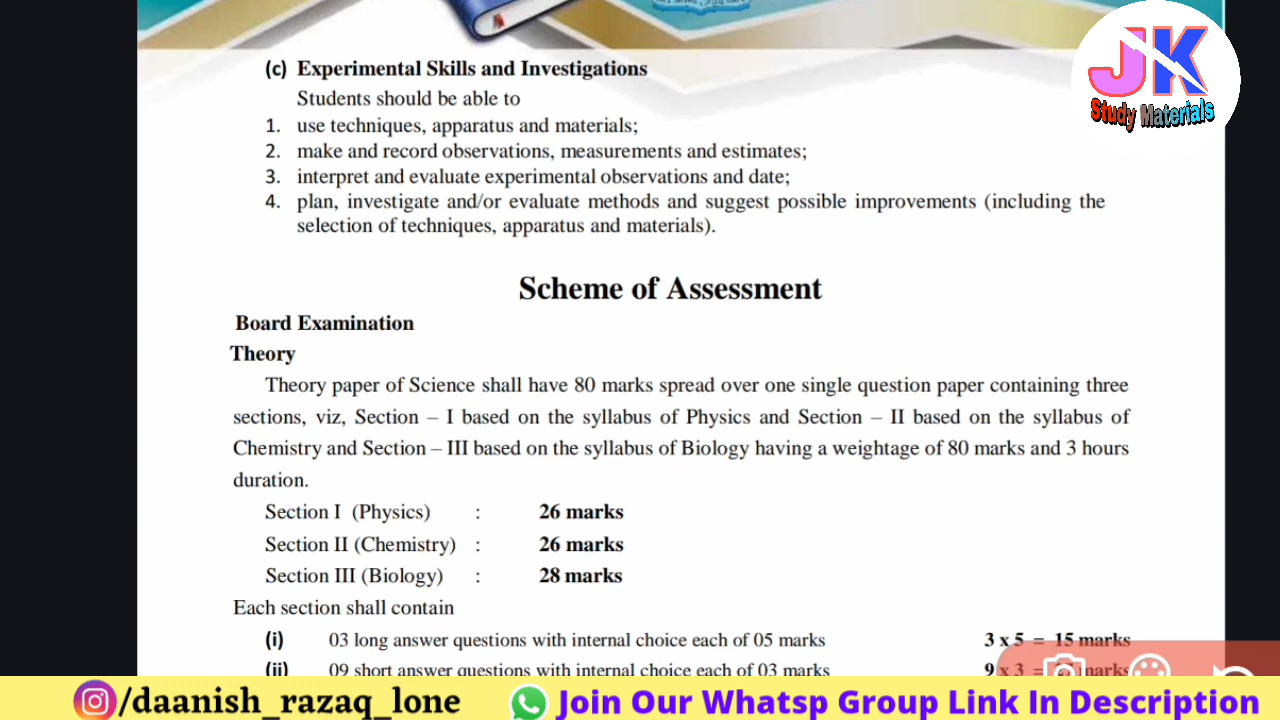 JK
Study Materials
(c) Experimental Skills and Investigations
Students should be able to
1. use techniques, apparatus and materials;
2. make and record observations, measurements and estimates;
3. interpret and evaluate experimental observations and date;
4. plan, investigate and/or evaluate methods and suggest possible improvements (including the
selection of techniques, apparatus and materials).
Scheme of Assessment
Board Examination
Theory
Theory paper of Science shall have 80 marks spread over one single question paper containing three
sections, viz, Section – I based on the syllabus of Physics and Section – II based on the syllabus of
Chemistry and Section – III based on the syllabus of Biology having a weightage of 80 marks and 3 hours
duration.
Section I (Physics) : 26 marks
Section II (Chemistry) : 26 marks
Section III (Biology) : 28 marks
Each section shall contain
(i) 03 long answer questions with internal choice each of 05 marks 3 x 5 = 15 marks
(ii) 09 short answer questions with internal choice each of 03 marks 9 x 3 = marks
/daanish_razaq_lone Join Our Whatsp Group Link In Description